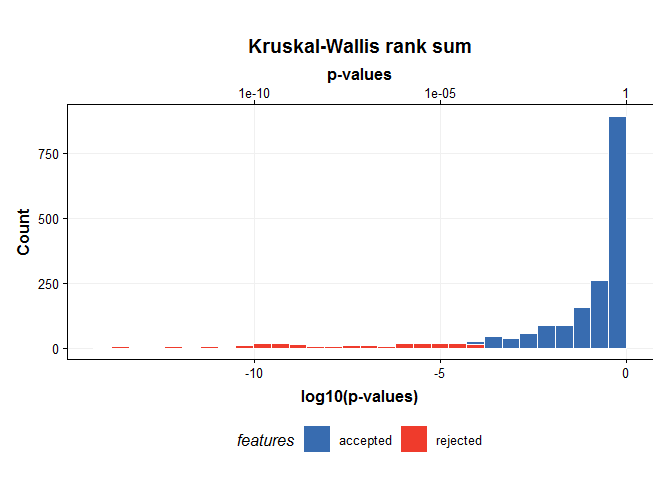 Kruskal-Wallis rank sum
p-values
1e-10 1e-05 1
Count
750
500
250
0
-10 -5 0
log10(p-values)
features accepted rejected